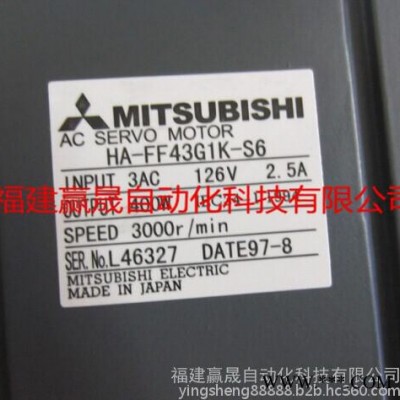 MITSUBISHI
AC SERVO MOTOR
HA-FF43G1K-S6
INPUT 3AC 126V 2.5A
福建赢晟自动化科技有限公司
OUTPUT 400W
SPEED 3000r/min
SER.No.L46327 DATE97-8
MITSUBISHI ELECTRIC
MADE IN JAPAN
福建赢晟自动化科技有限公司
yingsheng88888.b2b.hc360.com